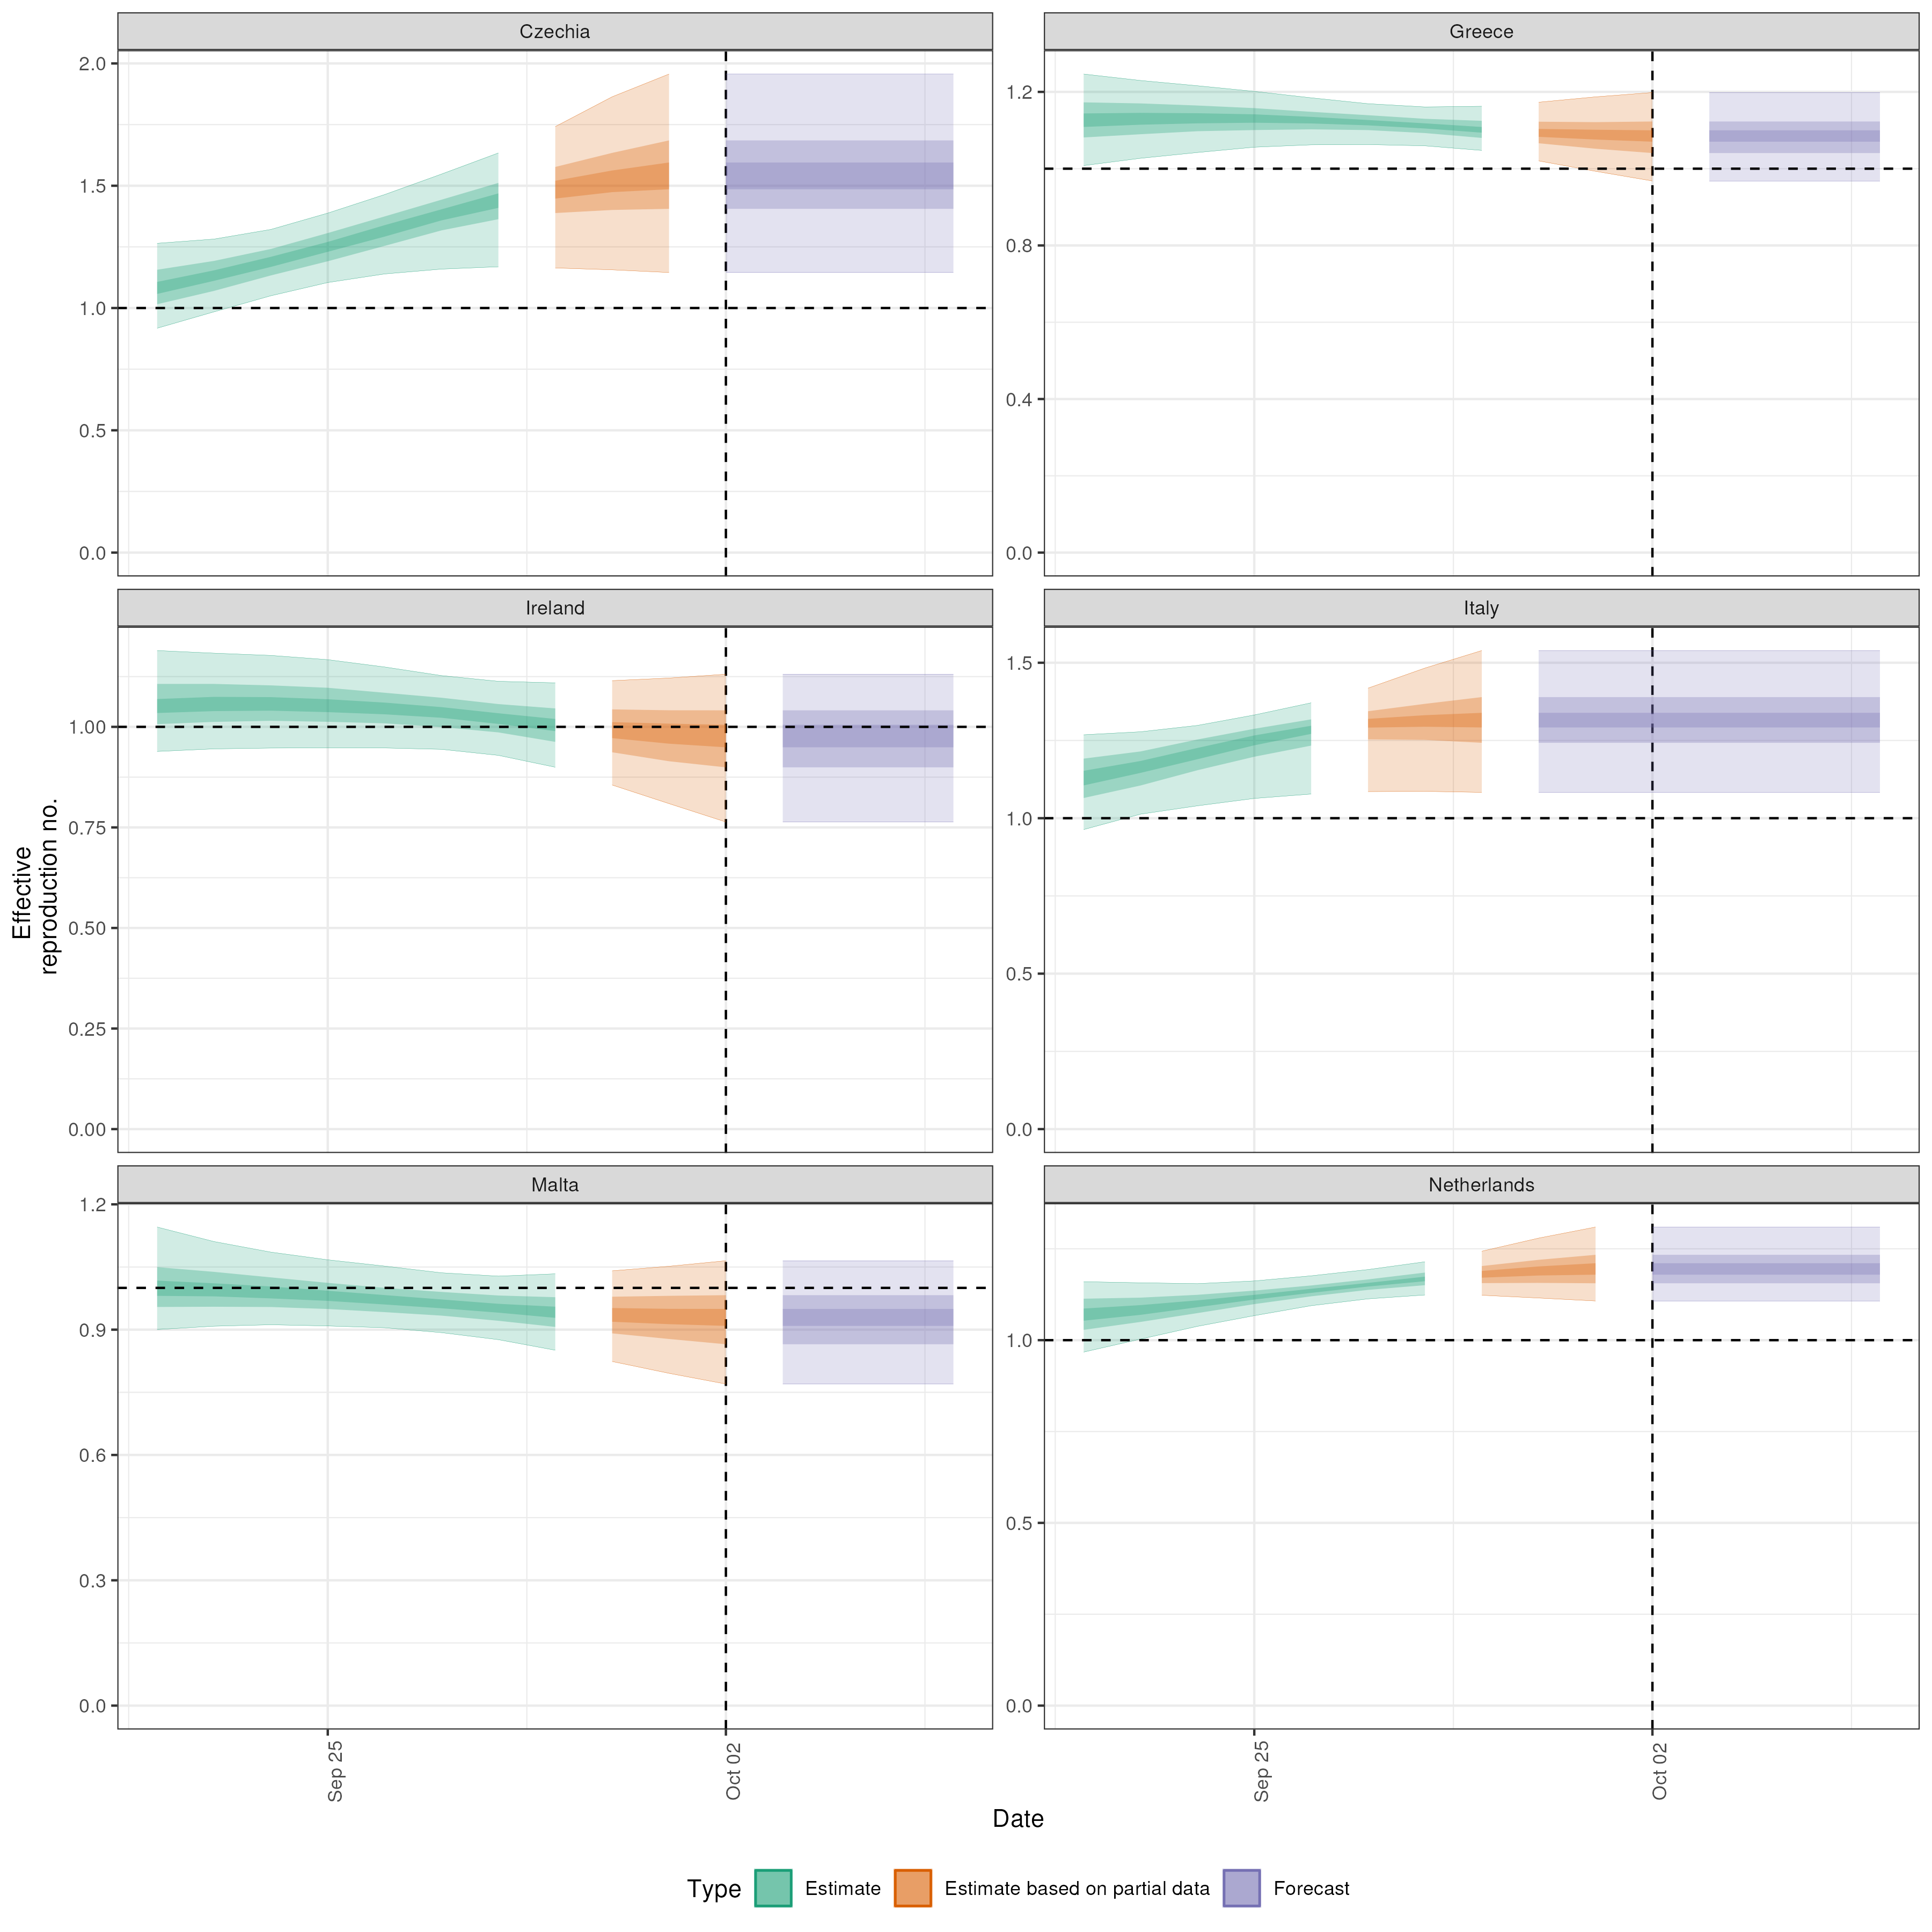 Czechia
Greece
2.0
1.5
1.0
0.5
0.0
1.2
0.8
0.4
0.0
Ireland
Italy
1.00
0.75
0.50
0.25
0.00
1.5
1.0
0.5
0.0
Malta
Netherlands
1.2
0.9
0.6
0.3
0.0
1.0
0.5
0.0
Effective
reproduction no.
Sep 25
Oct 02
Sep 25
Oct 02
Date
Type Estimate Estimate based on partial data Forecast